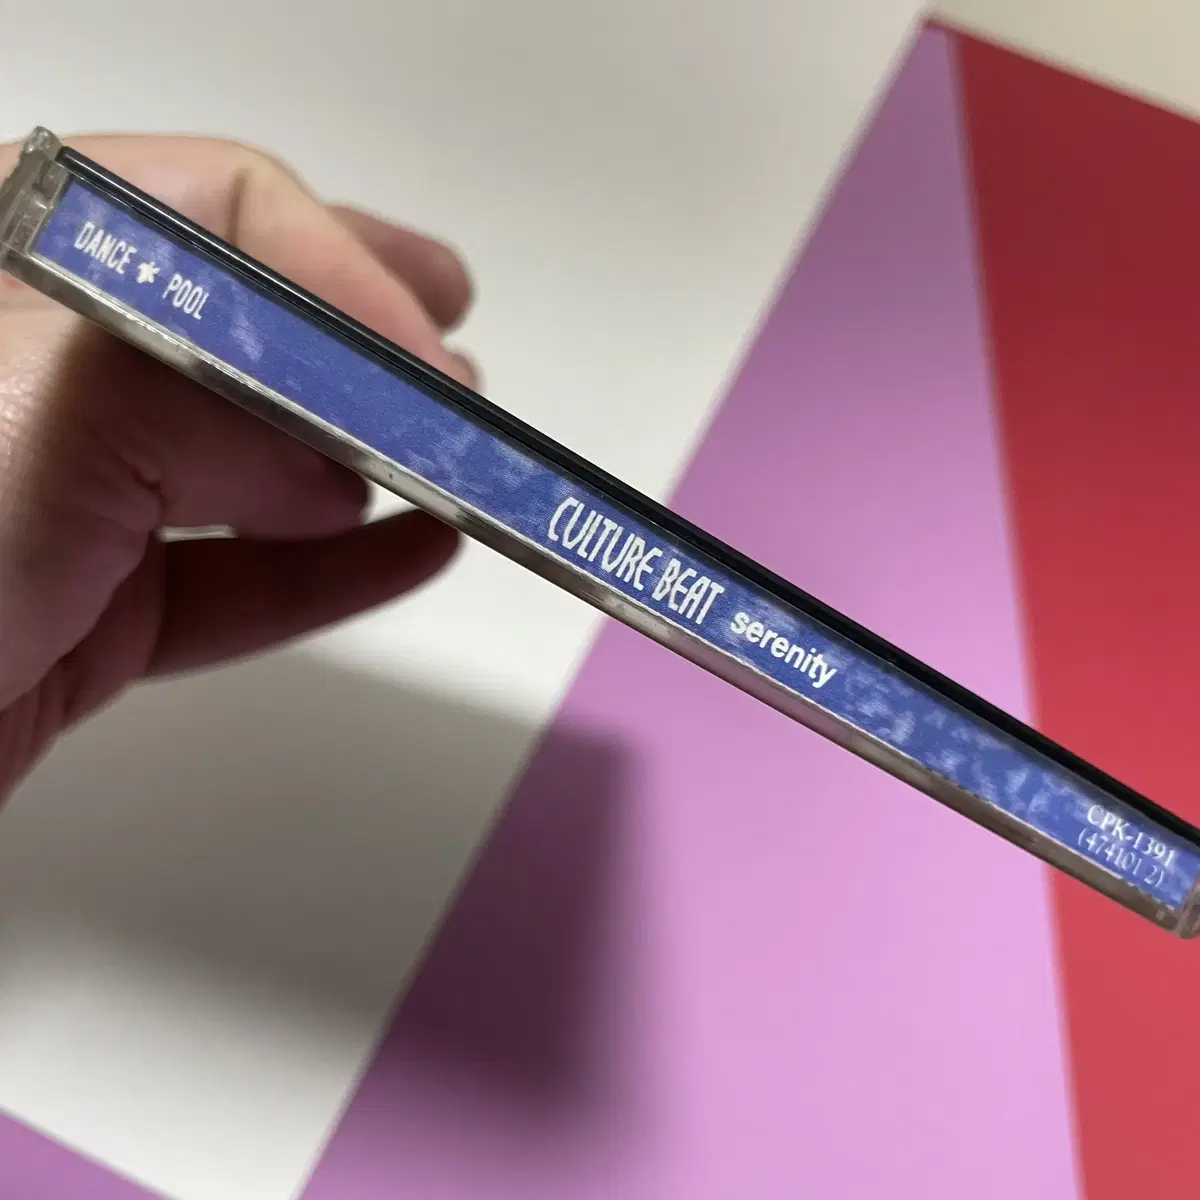 DANCE POOL
CULTURE BEAT serenity
CPK-1391
(474101 2)